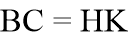 BC = HK